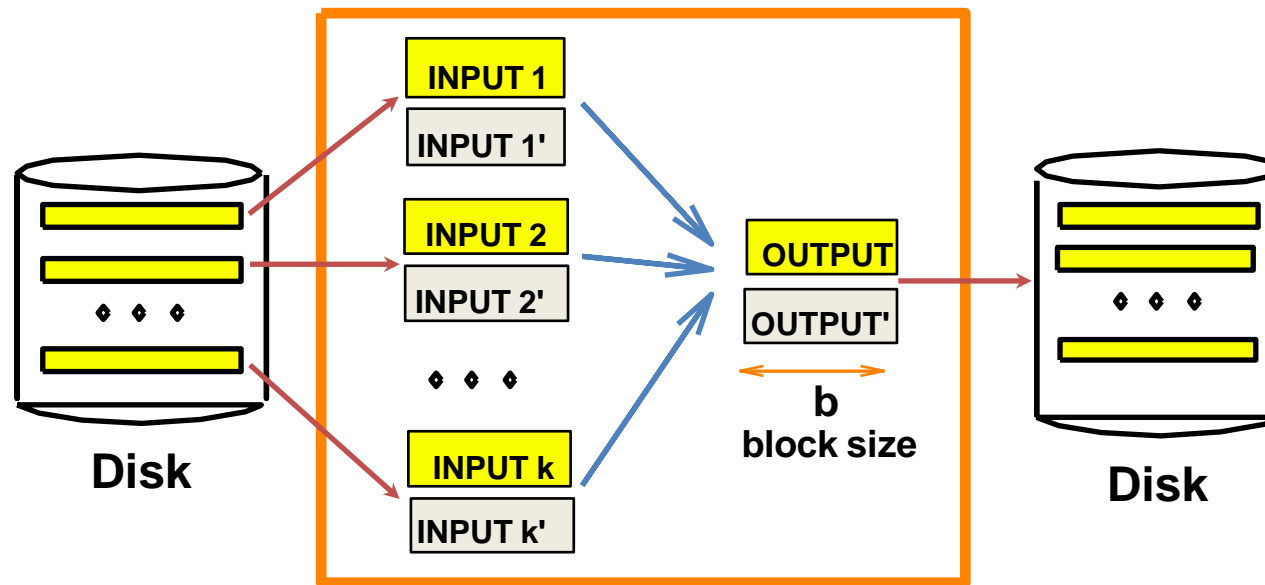 INPUT 1
INPUT 1'
INPUT 2
INPUT 2'
INPUT k
INPUT k'
OUTPUT
OUTPUT'
b
block size
Disk
Disk